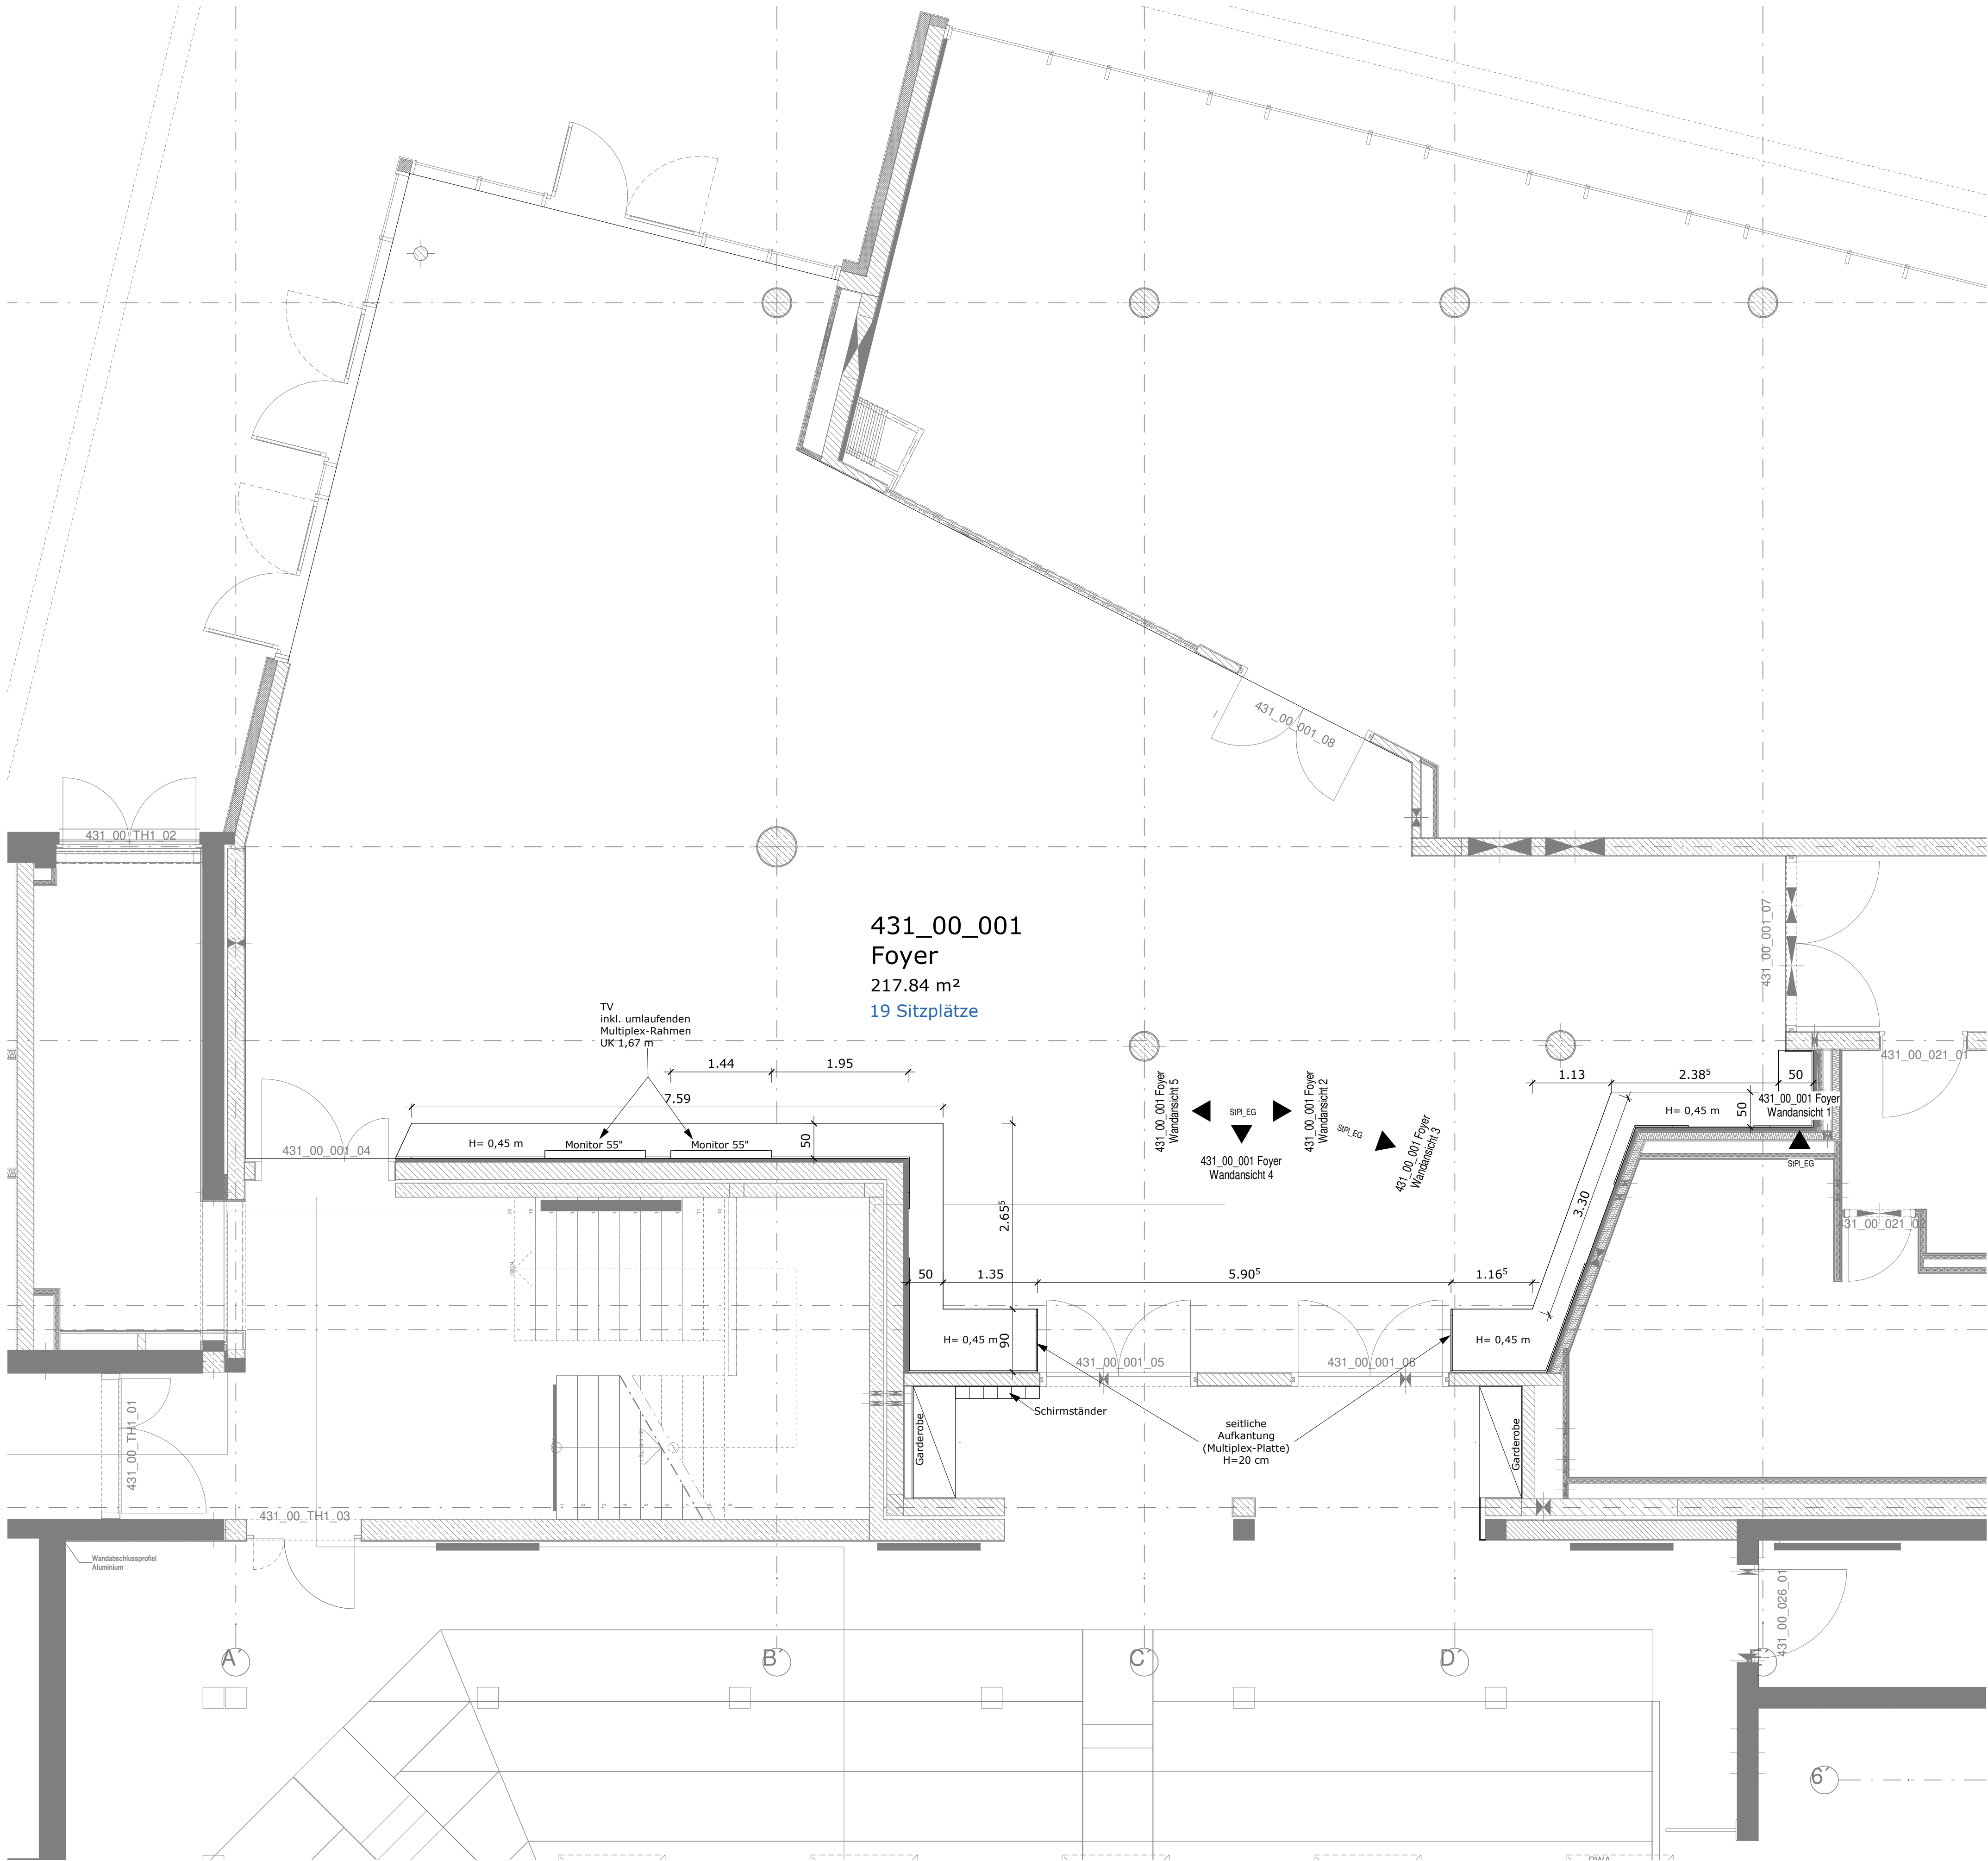 431_00_001_08
431_00_TH1_02
431_00_001
Foyer
217.84 m²
19 Sitzplätze
431_00_001_07
TV
inkl. umlaufenden
Multiplex-Rahmen
UK 1,67 m
1.44
1.95
7.59
H= 0,45 m
Monitor 55"
Monitor 55"
50
431_00_001_04
431_00_001 Foyer
Wandansicht 5
StPl_EG
431_00_001 Foyer
Wandansicht 2
431_00_001 Foyer
Wandansicht 4
StPl_EG
431_00_001 Foyer
Wandansicht 3
1.13
2.38⁵
50
431_00_021_01
H= 0,45 m
50
431_00_001 Foyer
Wandansicht 1
StPl_EG
431_00_021_02
3.30
2.65⁵
50
1.35
5.90⁵
1.16⁵
H= 0,45 m
90
431_00_001_05
431_00_001_06
H= 0,45 m
Garderobe
Schirmständer
seitliche
Aufkantung
(Multiplex-Platte)
H=20 cm
Garderobe
431_00_TH1_01
431_00_TH1_03
Wandabschlussprofiel
Aluminium
431_00_026_01
A´
B´
C´
D´
E´
6´
RWA